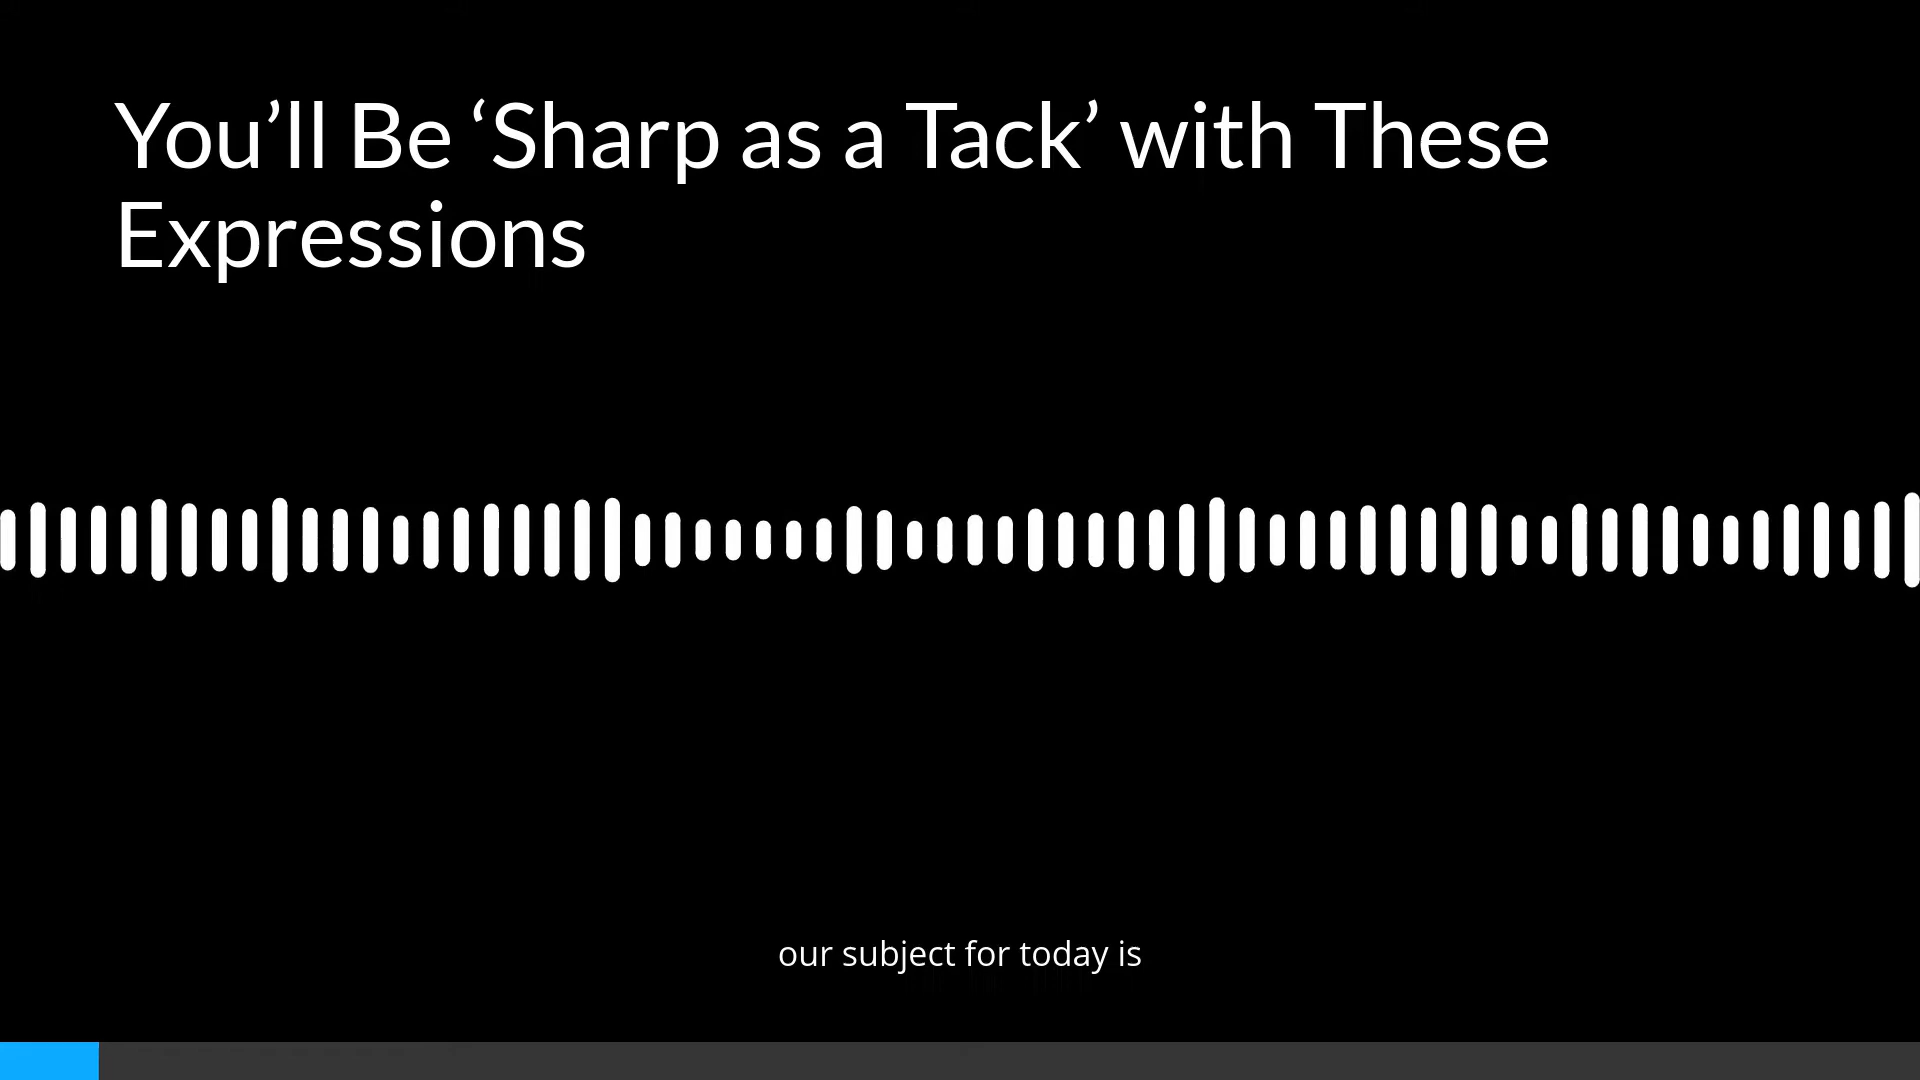 You’ll Be ‘Sharp as a Tack’ with These
Expressions
our subject for today is